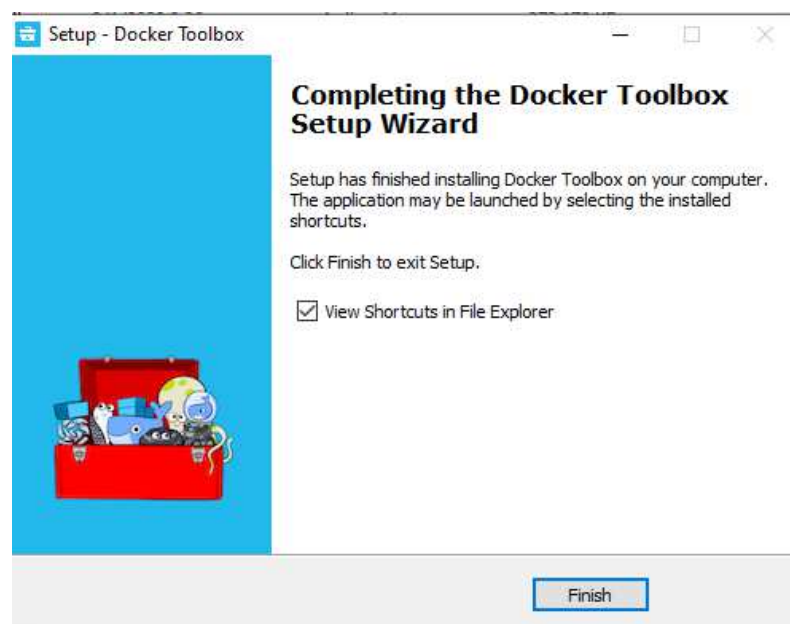 Setup - Docker Toolbox
Completing the Docker Toolbox
Setup Wizard
Setup has finished installing Docker Toolbox on your computer.
The application may be launched by selecting the installed
shortcuts.
Click Finish to exit Setup.
View Shortcuts in File Explorer
Finish